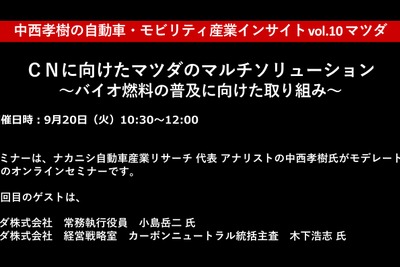 中西孝樹の自動車・モビリティ産業インサイト vol.10 マツダ
ＣＮに向けたマツダのマルチソリューション
～バイオ燃料の普及に向けた取り組み～
催日時：9月20日（火）10:30～12:00
ミナーは、ナカニシ自動車産業リサーチ 代表 アナリストの中西孝樹氏がモデレート
のオンラインセミナーです。
回目のゲストは、
ダ株式会社　常務執行役員　小島岳二 氏
ダ株式会社　経営戦略室　カーボンニュートラル統括主査　木下浩志 氏